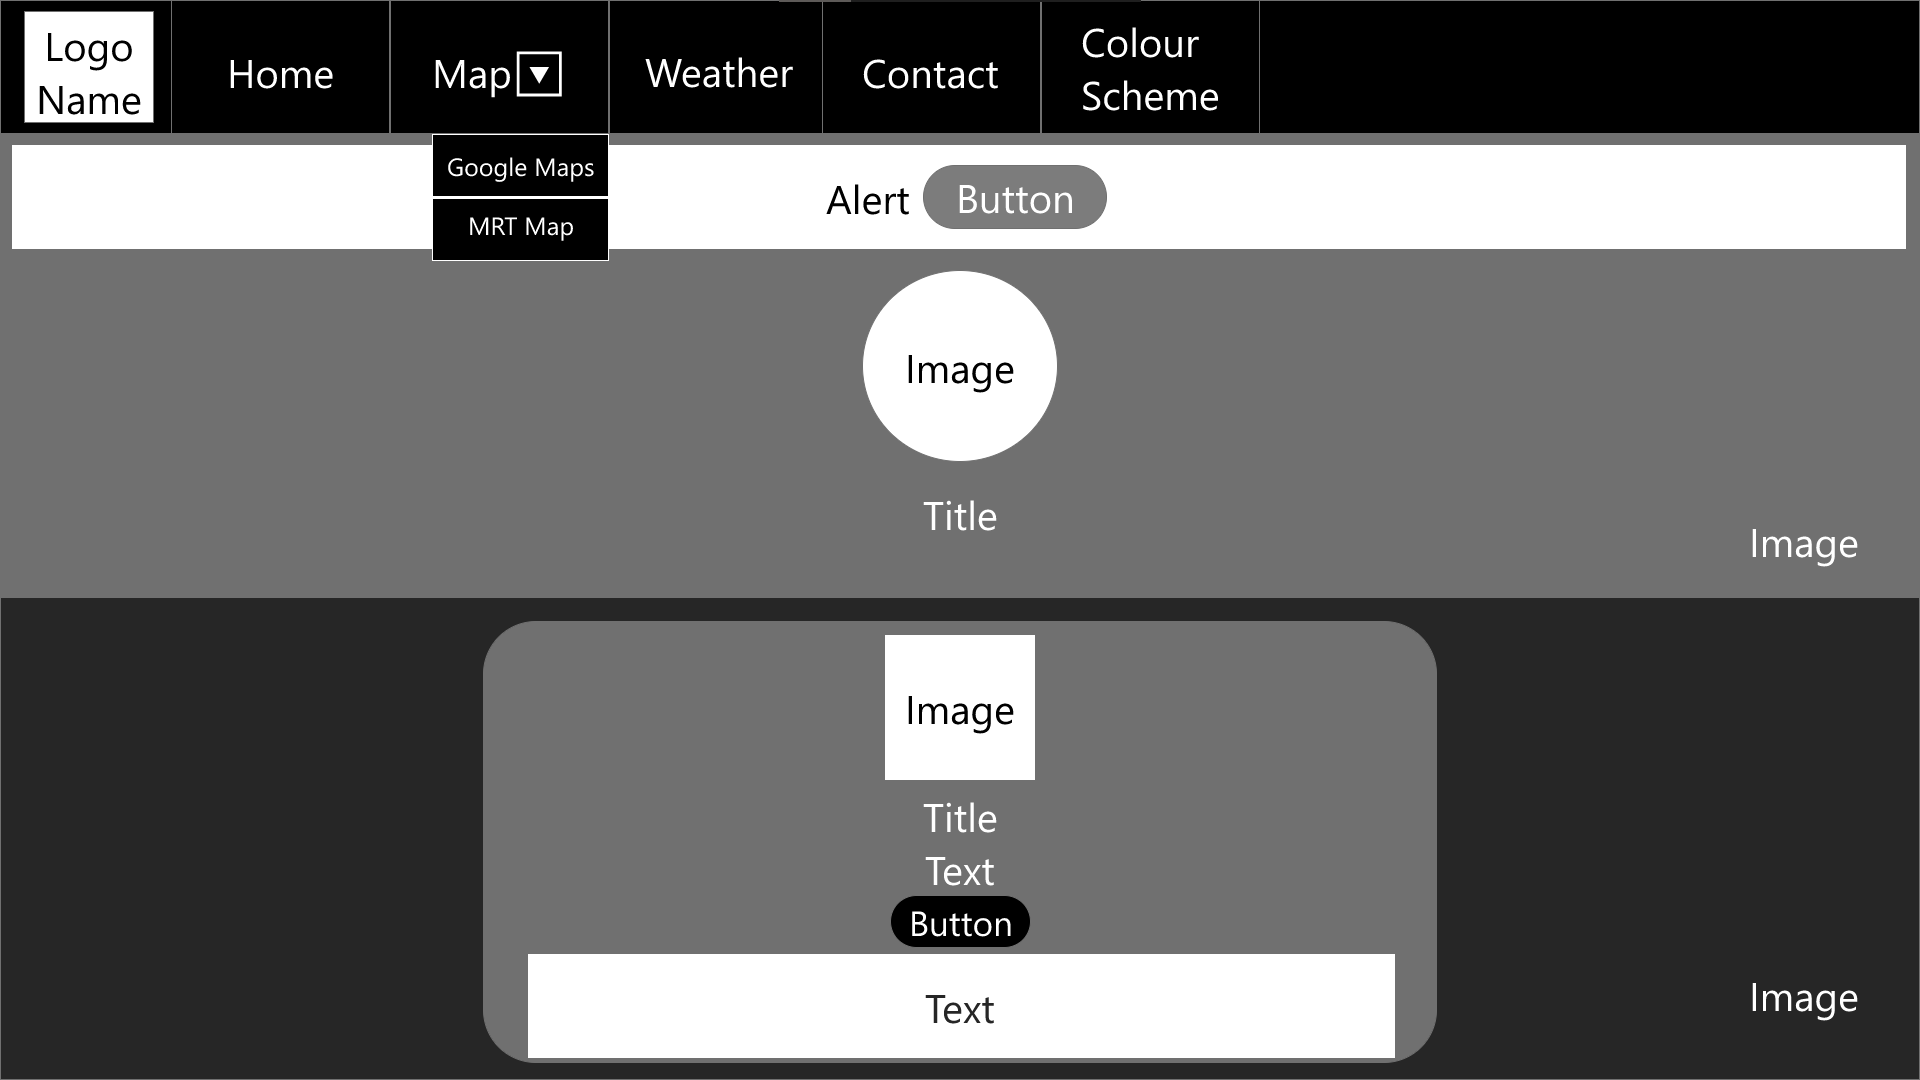 Logo
Name
Home
Map
Weather
Contact
Colour
Scheme
Google Maps
MRT Map
Alert
Button
Image
Title
Image
Image
Title
Text
Button
Text
Image